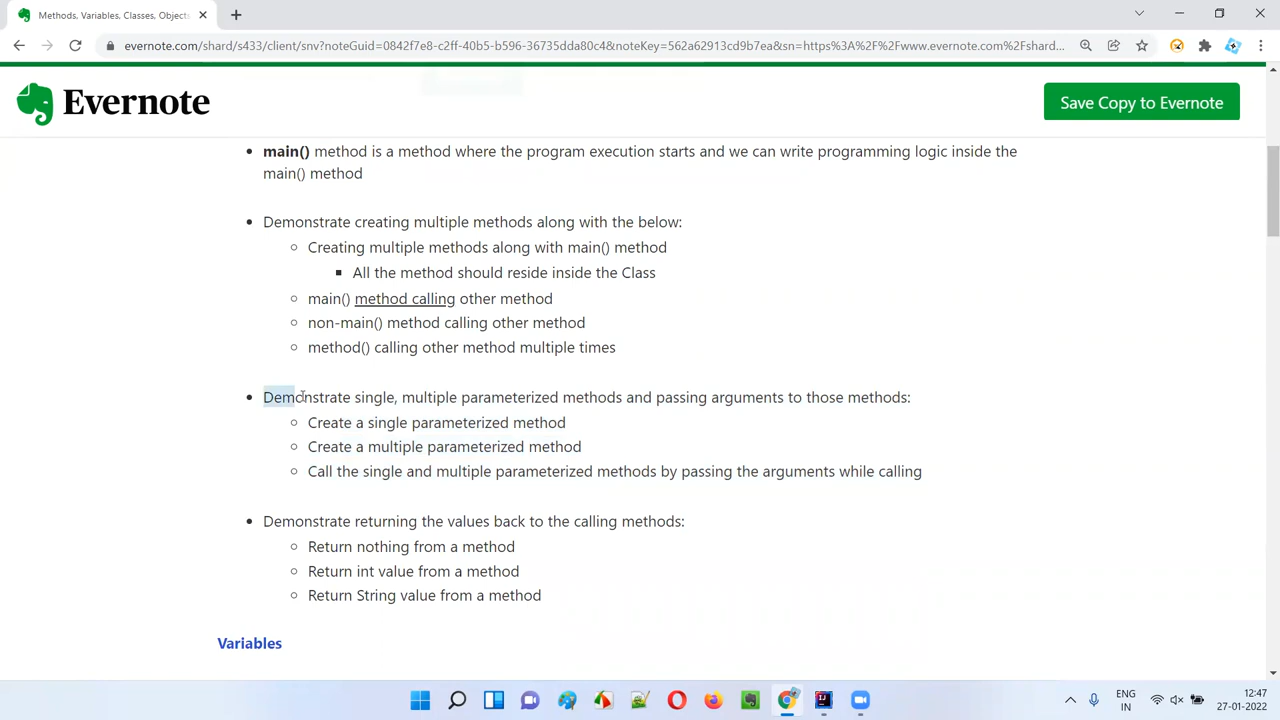 Methods, Variables, Classes, Object:
evernote.com/shard/s433/client/snv?noteGuid=0842f7e8-c2ff-40b5-b596-36735dda80c4&noteKey=562a62913cd9b7ea&sn=https%3A%2F%2Fwww.evernote.com%2Fshard...
Evernote
Save Copy to Evernote
• main() method is a method where the program execution starts and we can write programming logic inside the
main() method
• Demonstrate creating multiple methods along with the below:
○ Creating multiple methods along with main() method
▪ All the method should reside inside the Class
○ main() method calling other method
○ non-main() method calling other method
○ method() calling other method multiple times
• Demonstrate single, multiple parameterized methods and passing arguments to those methods:
○ Create a single parameterized method
○ Create a multiple parameterized method
○ Call the single and multiple parameterized methods by passing the arguments while calling
• Demonstrate returning the values back to the calling methods:
○ Return nothing from a method
○ Return int value from a method
○ Return String value from a method
Variables
ENG
IN
12:47
27-01-2022